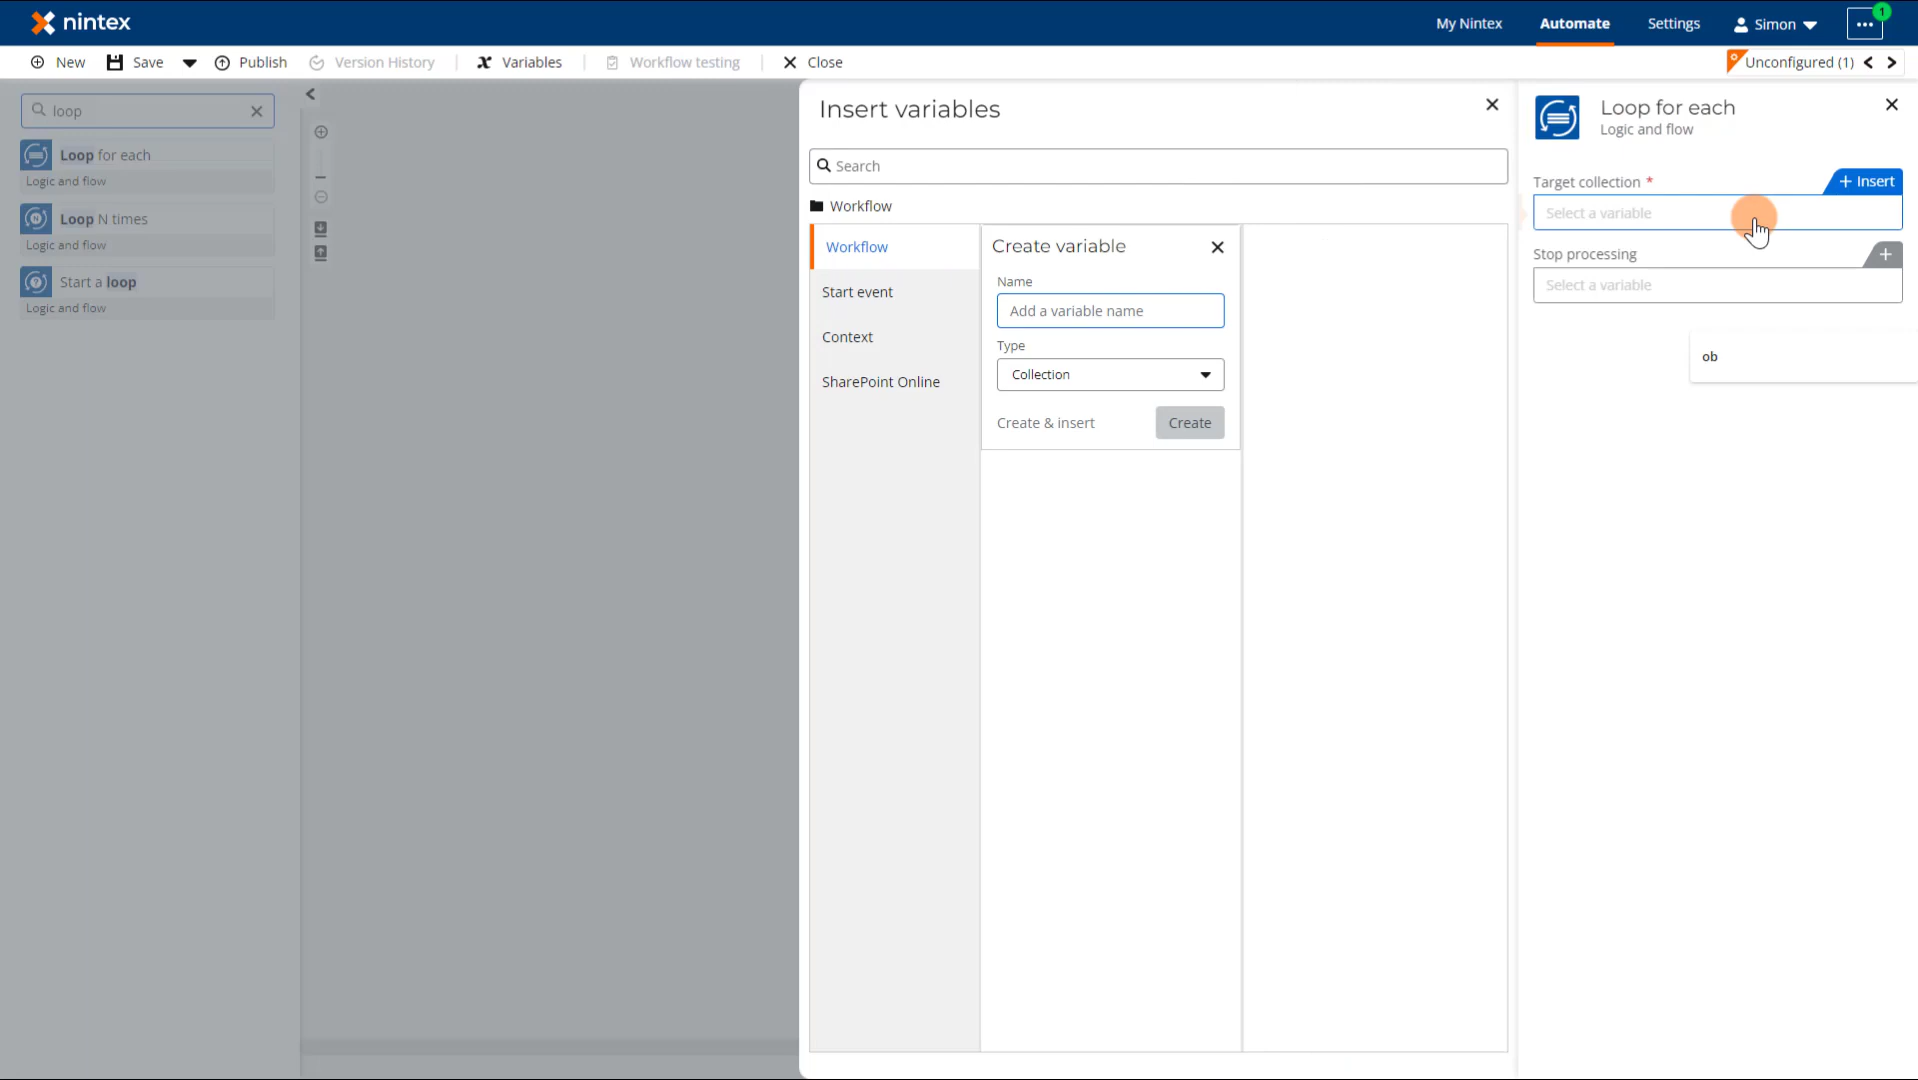 nintex
My Nintex
Automate
Settings
Simon
1
New
Save
Publish
Version History
Variables
Workflow testing
Close
Unconfigured (1)
loop
Loop for each
Logic and flow
Loop N times
Logic and flow
Start a loop
Logic and flow
Insert variables
Search
Workflow
Workflow
Start event
Context
SharePoint Online
Create variable
Name
Add a variable name
Type
Collection
Create & insert
Create
Loop for each
Logic and flow
Target collection *
+ Insert
Select a variable
Stop processing
+
Select a variable
ob